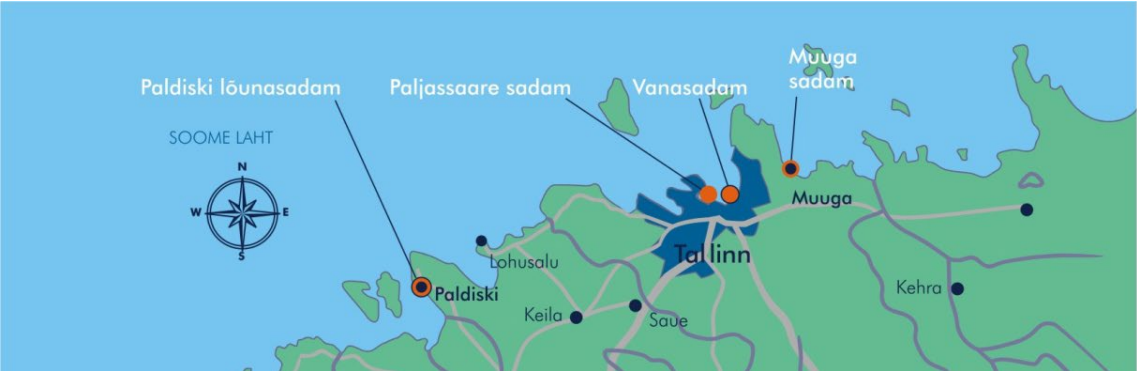 Muuga
sadam
Paldiski lõunasadam
Paljassaare sadam
Vanasadam
SOOME LAHT
N
W
E
S
Muuga
Tallinn
Lohusalu
Paldiski
Kehra
Keila
Saue